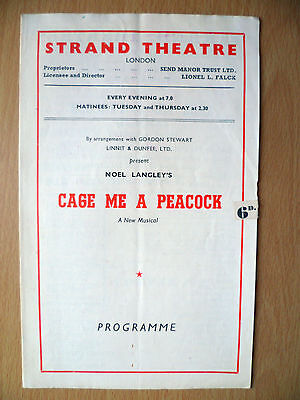 STRAND THEATRE
LONDON
Proprietors ... ... ... ... SEND MANOR TRUST LTD.
Licensee and Director ... ... ... LIONEL L. FALCK
EVERY EVENING at 7.0
MATINEES: TUESDAY and THURSDAY at 2.30
By arrangement with GORDON STEWART
LINNIT & DUNFEE, LTD.
present
NOEL LANGLEY'S
CAGE ME A PEACOCK
A New Musical
6D.
PROGRAMME